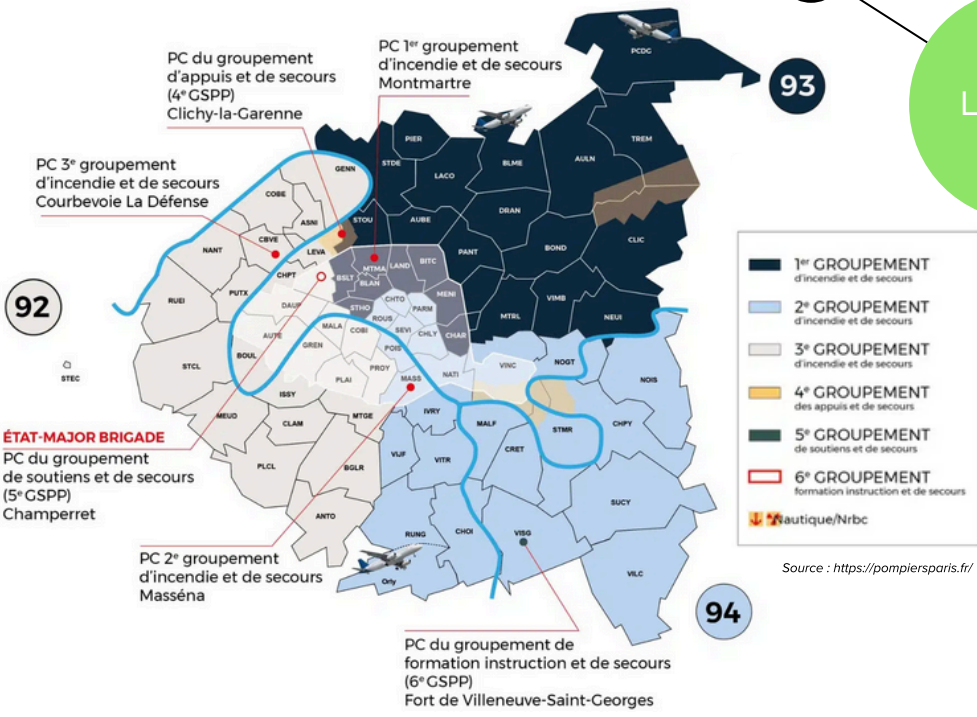 PC du groupement
d'appuis et de secours
(4e GSPP)
Clichy-la-Garenne
PC 1er groupement
d'incendie et de secours
Montmartre
PC 3e groupement
d'incendie et de secours
Courbevoie La Défense
93
92
94
L
PCDG
TREM
AULN
PIER
STDE
LACO
BLME
DRAN
CLIC
BOND
AUBE
PANT
STOU
GENN
COBE
ASNI
CBVE
LEVA
NANT
CHPT
PUTX
RUEI
MTMA
LAND
BITC
BSLT
BLAN
MENI
STHO
CHTO
PARM
ROUS
DAUP
AUTE
MALA
COBI
SEVI
CHLY
CHAR
GREN
POIS
MTRL
VIMB
NEUI
STEC
STCL
BOUL
PROY
PLAI
MASS
NATI
VINC
NOGT
NOIS
ISSY
MEUD
CLAM
MTGE
IVRY
MALF
CRET
STMR
CHPY
PLCL
BGLR
VIJF
VITR
SUCY
ANTO
RUNG
CHOI
VISG
VILC
Orly
ÉTAT-MAJOR BRIGADE
PC du groupement
de soutiens et de secours
(5e GSPP)
Champerret
PC 2e groupement
d'incendie et de secours
Masséna
PC du groupement de
formation instruction et de secours
(6e GSPP)
Fort de Villeneuve-Saint-Georges
1er GROUPEMENT
d'incendie et de secours
2e GROUPEMENT
d'incendie et de secours
3e GROUPEMENT
d'incendie et de secours
4e GROUPEMENT
des appuis et de secours
5e GROUPEMENT
de soutiens et de secours
6e GROUPEMENT
formation instruction et de secours
Nautique/Nrbc
Source : https://pompiersparis.fr/